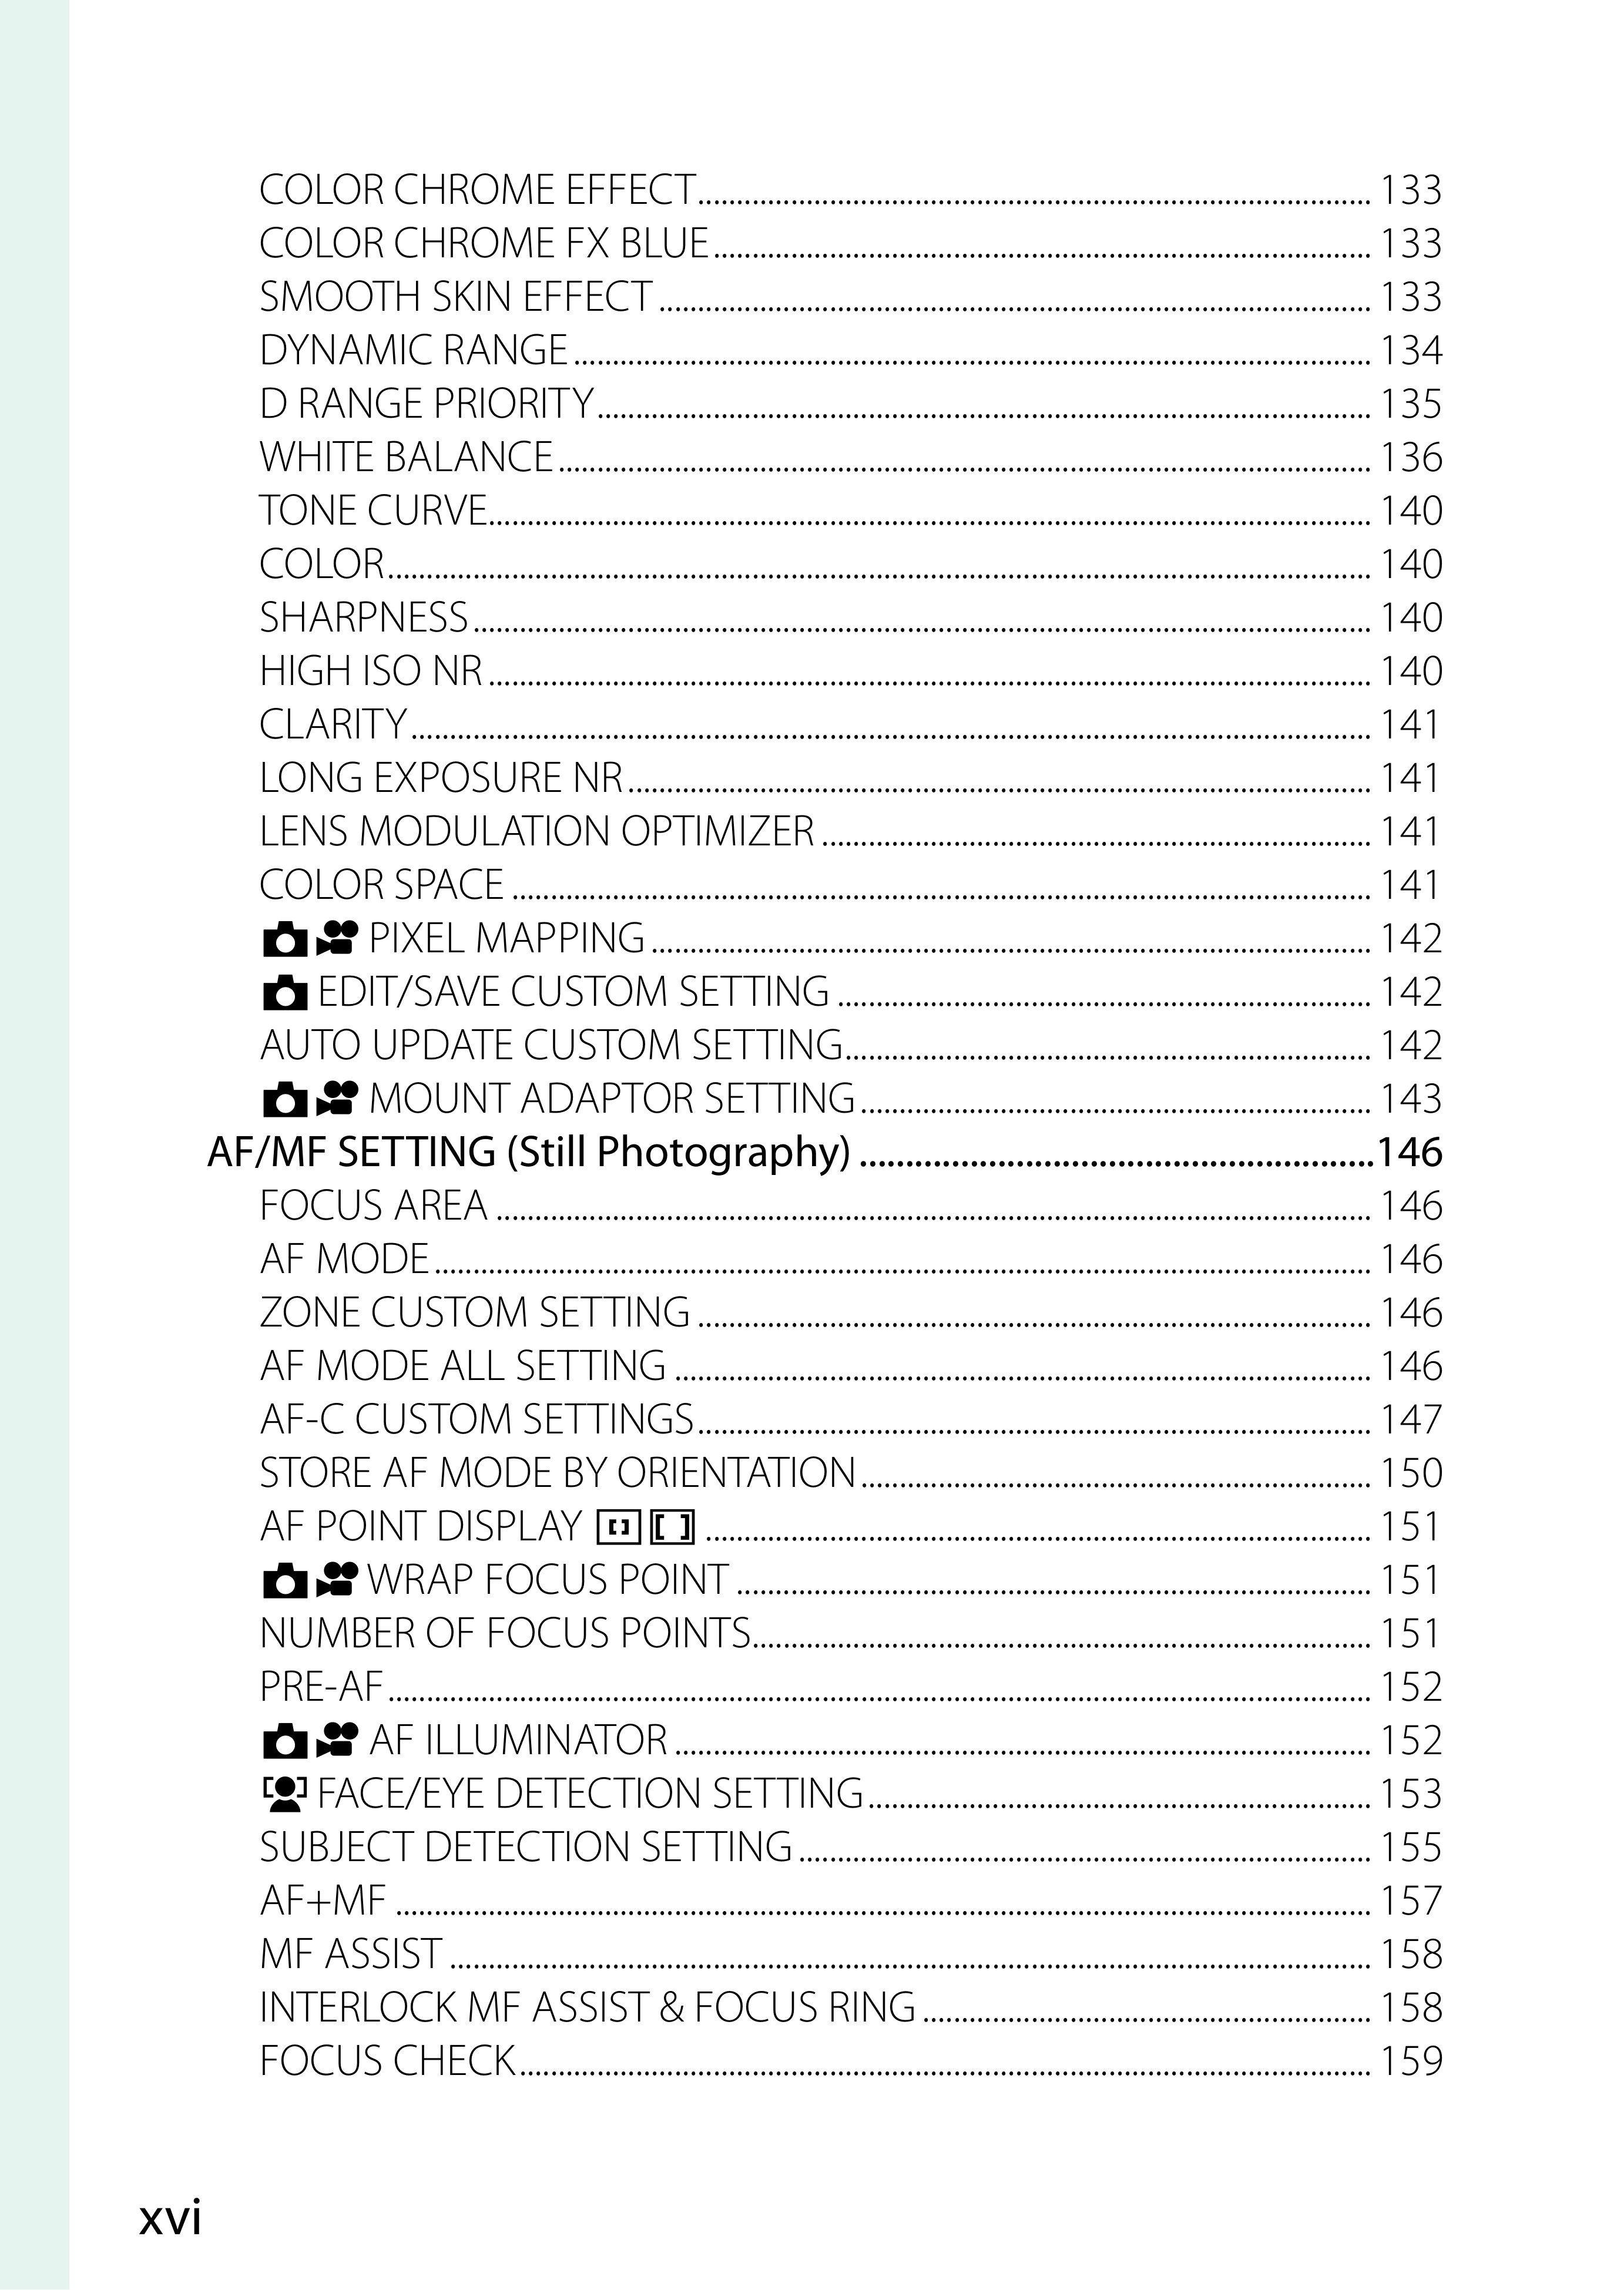 COLOR CHROME EFFECT.................... 133
COLOR CHROME FX BLUE.................... 133
SMOOTH SKIN EFFECT.................... 133
DYNAMIC RANGE.................... 134
D RANGE PRIORITY.................... 135
WHITE BALANCE.................... 136
TONE CURVE.................... 140
COLOR.................... 140
SHARPNESS.................... 140
HIGH ISO NR.................... 140
CLARITY.................... 141
LONG EXPOSURE NR.................... 141
LENS MODULATION OPTIMIZER.................... 141
COLOR SPACE.................... 141
PIXEL MAPPING.................... 142
EDIT/SAVE CUSTOM SETTING.................... 142
AUTO UPDATE CUSTOM SETTING.................... 142
MOUNT ADAPTOR SETTING.................... 143
AF/MF SETTING (Still Photography)....................146
FOCUS AREA.................... 146
AF MODE.................... 146
ZONE CUSTOM SETTING.................... 146
AF MODE ALL SETTING.................... 146
AF-C CUSTOM SETTINGS.................... 147
STORE AF MODE BY ORIENTATION.................... 150
AF POINT DISPLAY.................... 151
WRAP FOCUS POINT.................... 151
NUMBER OF FOCUS POINTS.................... 151
PRE-AF.................... 152
AF ILLUMINATOR.................... 152
FACE/EYE DETECTION SETTING.................... 153
SUBJECT DETECTION SETTING.................... 155
AF+MF.................... 157
MF ASSIST.................... 158
INTERLOCK MF ASSIST & FOCUS RING.................... 158
FOCUS CHECK.................... 159
xvi